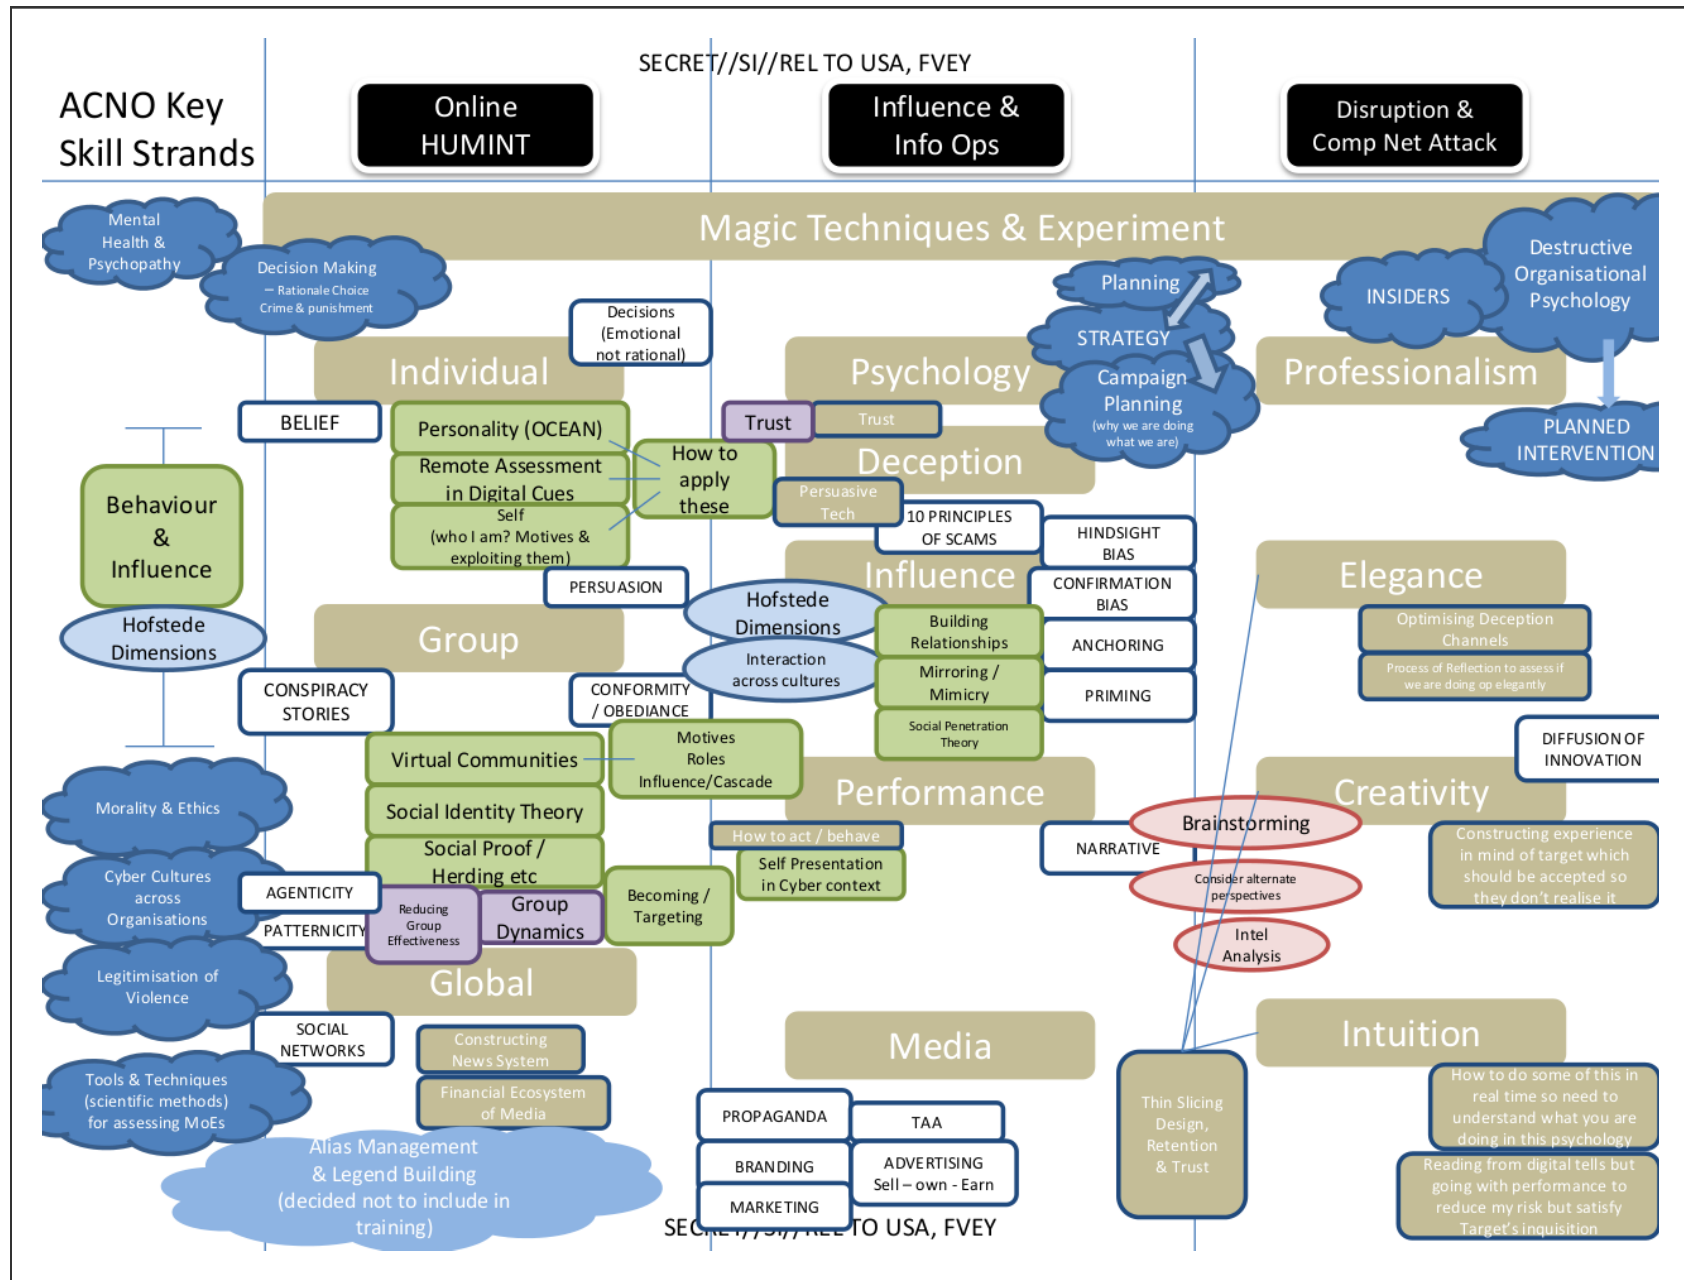 SECRET//SI//REL TO USA, FVEY
ACNO Key
Skill Strands
Online
HUMINT
Influence &
Info Ops
Disruption &
Comp Net Attack
Magic Techniques & Experiment
Mental
Health &
Psychopathy
Decision Making
– Rationale Choice
Crime & punishment
Decisions
(Emotional
not rational)
Planning
STRATEGY
Campaign
Planning
(why we are doing
what we are)
INSIDERS
Destructive
Organisational
Psychology
PLANNED
INTERVENTION
Individual
Psychology
Professionalism
BELIEF
Personality (OCEAN)
Remote Assessment
in Digital Cues
Self
(who I am? Motives &
exploiting them)
How to
apply
these
Trust
Trust
Deception
Persuasive
Tech
10 PRINCIPLES
OF SCAMS
HINDSIGHT
BIAS
Behaviour
&
Influence
Hofstede
Dimensions
PERSUASION
Influence
CONFIRMATION
BIAS
Elegance
Hofstede
Dimensions
Interaction
across cultures
Building
Relationships
Mirroring /
Mimicry
Social Penetration
Theory
ANCHORING
PRIMING
Optimising Deception
Channels
Process of Reflection to assess if
we are doing op elegantly
Group
CONSPIRACY
STORIES
CONFORMITY
/ OBEDIANCE
Virtual Communities
Motives
Roles
Influence/Cascade
Social Identity Theory
Social Proof /
Herding etc
DIFFUSION OF
INNOVATION
Performance
Creativity
How to act / behave
Self Presentation
in Cyber context
NARRATIVE
Brainstorming
Consider alternate
perspectives
Intel
Analysis
Constructing experience
in mind of target which
should be accepted so
they don't realise it
Morality & Ethics
Cyber Cultures
across
Organisations
AGENTICITY
PATTERNICITY
Reducing
Group
Effectiveness
Group
Dynamics
Becoming /
Targeting
Legitimisation of
Violence
Global
SOCIAL
NETWORKS
Constructing
News System
Financial Ecosystem
of Media
Media
Intuition
Tools & Techniques
(scientific methods)
for assessing MoEs
Alias Management
& Legend Building
(decided not to include in
training)
PROPAGANDA
TAA
BRANDING
ADVERTISING
Sell – own - Earn
MARKETING
Thin Slicing
Design,
Retention
& Trust
How to do some of this in
real time so need to
understand what you are
doing in this psychology
Reading from digital tells but
going with performance to
reduce my risk but satisfy
Target's inquisition
SECRET//SI//REL TO USA, FVEY